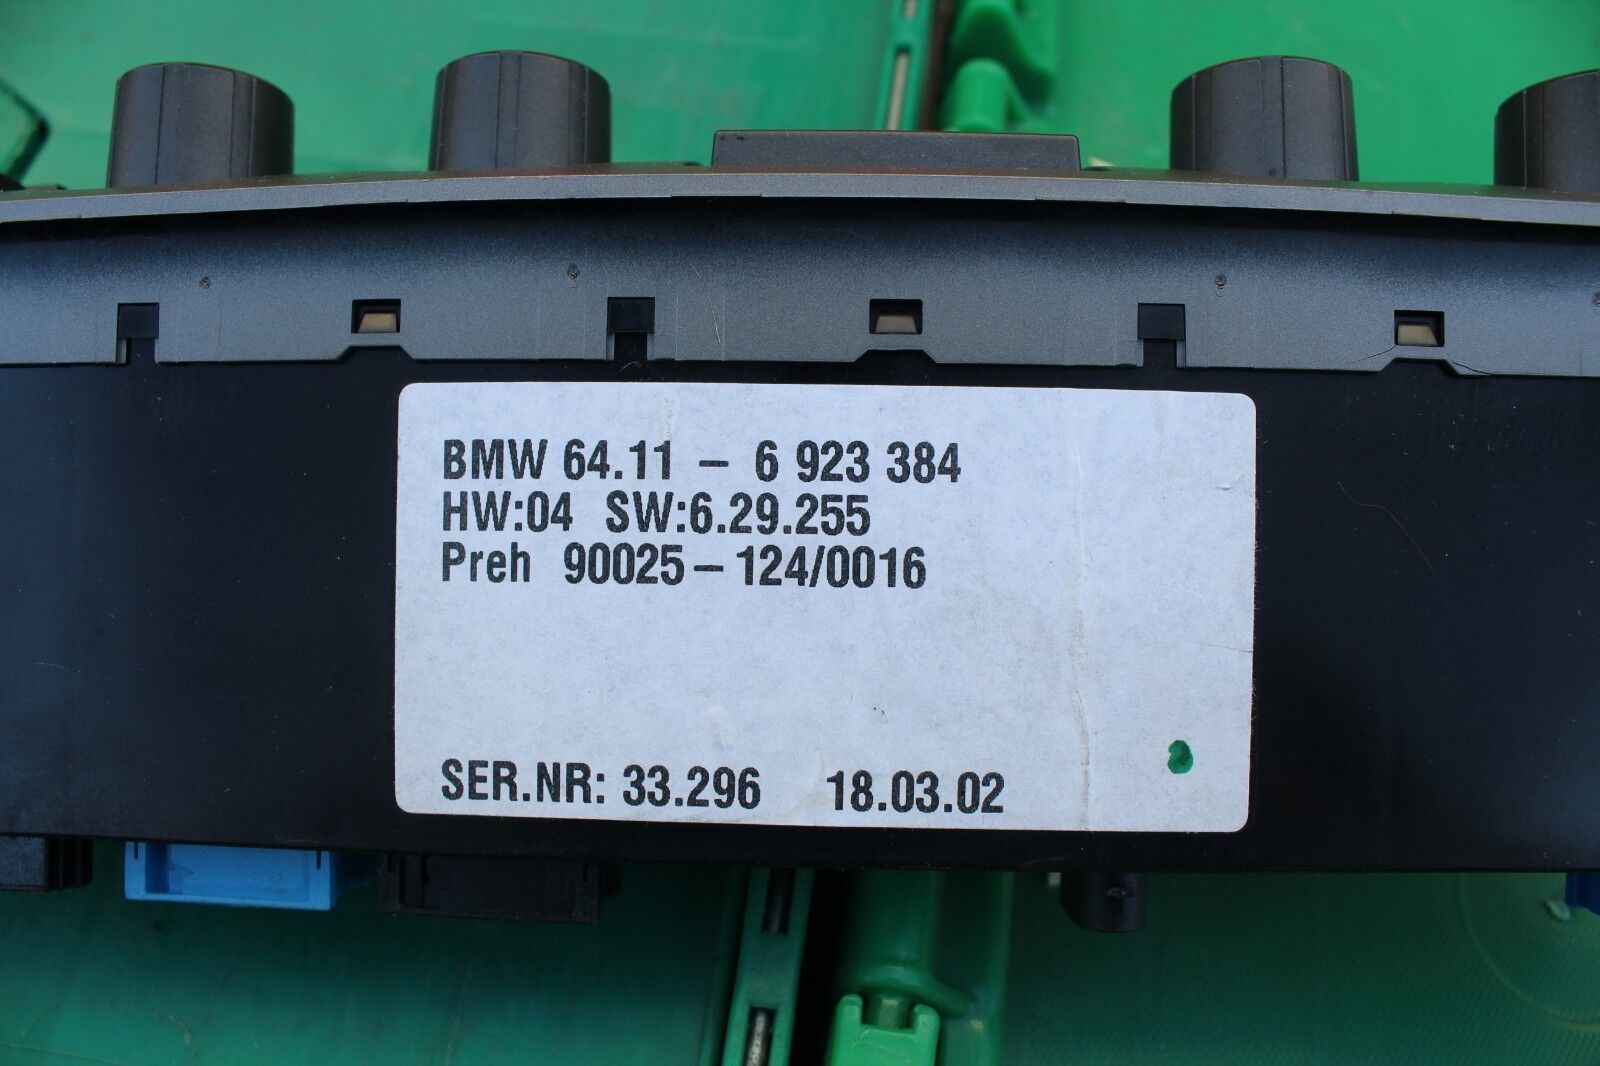 BMW 64.11 – 6 923 384
HW:04 SW:6.29.255
Preh 90025–124/0016
SER.NR: 33.296 18.03.02